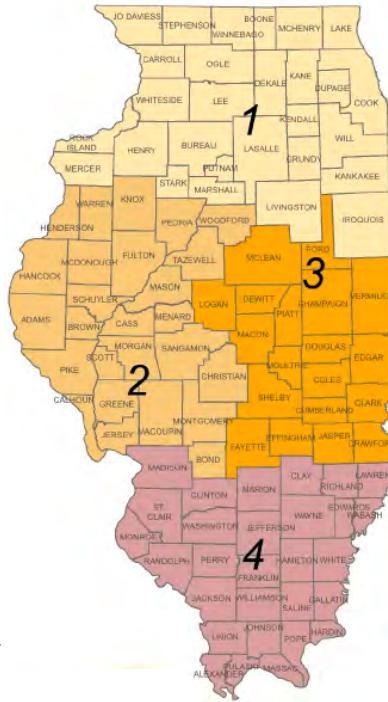 JO DAVIESS
STEPHENSON
WINNEBAGO
BOONE
MCHENRY
LAKE
CARROLL
OGLE
DEKALB
KANE
DUPAGE
COOK
WHITESIDE
LEE
1
KENDALL
WILL
ROCK
ISLAND
HENRY
BUREAU
LASALLE
GRUNDY
MERCER
PUTNAM
KANKAKEE
STARK
MARSHALL
LIVINGSTON
IROQUOIS
WARREN
KNOX
PEORIA
WOODFORD
HENDERSON
FORD
FULTON
TAZEWELL
MCLEAN
3
HANCOCK
MCDONOUGH
MASON
SCHUYLER
LOGAN
DEWITT
CHAMPAIGN
VERMILI
ADAMS
BROWN
CASS
MENARD
PIATT
MACON
MORGAN
SANGAMON
DOUGLAS
EDGAR
SCOTT
PIKE
2
CHRISTIAN
MOULTRIE
COLES
CALHOUN
GREENE
SHELBY
CUMBERLAND
CLARK
MONTGOMERY
JERSEY
MACOUPIN
FAYETTE
EFFINGHAM
JASPER
CRAWFOR
BOND
MADISON
CLAY
LAWREN
MARION
RICHLAND
CLINTON
EDWARDS
WABASH
ST.
CLAIR
WAYNE
WASHINGTON
JEFFERSON
MONROE
4
RANDOLPH
PERRY
HAMILTON
WHITE
FRANKLIN
JACKSON
WILLIAMSON
SALINE
GALLATIN
UNION
JOHNSON
POPE
HARDIN
PULASKI
MASSAC
ALEXANDER